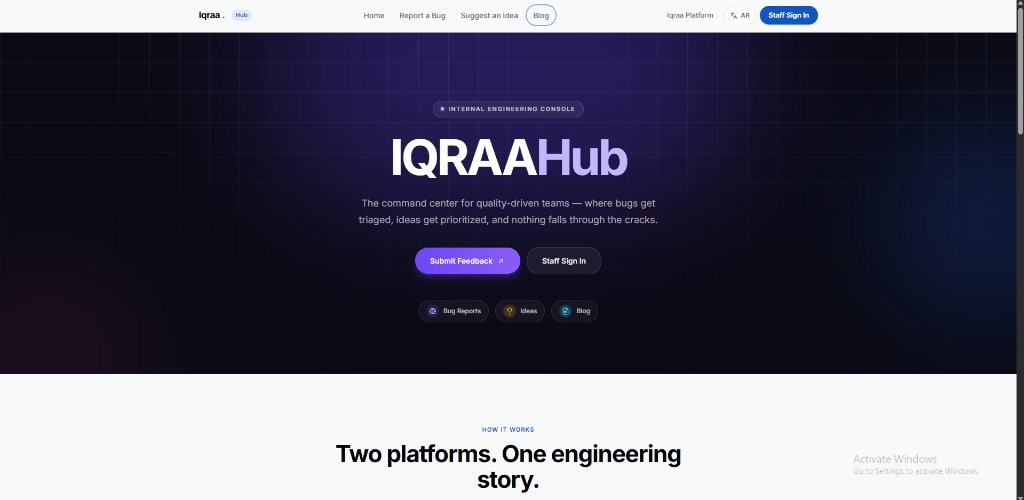 Iqraa . Hub
Home Report a Bug Suggest an Idea Blog
Iqraa Platform AR Staff Sign In
INTERNAL ENGINEERING CONSOLE
IQRAAHub
The command center for quality-driven teams — where bugs get
triaged, ideas get prioritized, and nothing falls through the cracks.
Submit Feedback Staff Sign In
Bug Reports Ideas Blog
HOW IT WORKS
Two platforms. One engineering
story.
Activate Windows
Go to Settings to activate Windows.